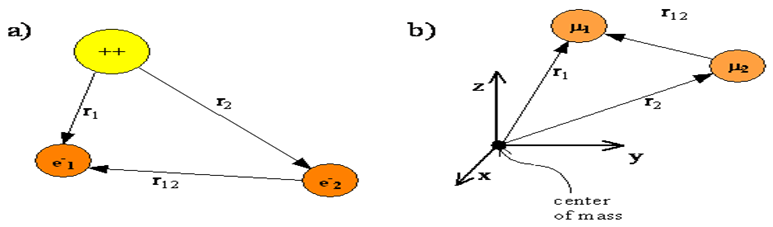 a)
++
r1
r2
e-1
r12
e-2
b)
μ1
r12
μ2
r1
z
r2
y
x
center
of mass